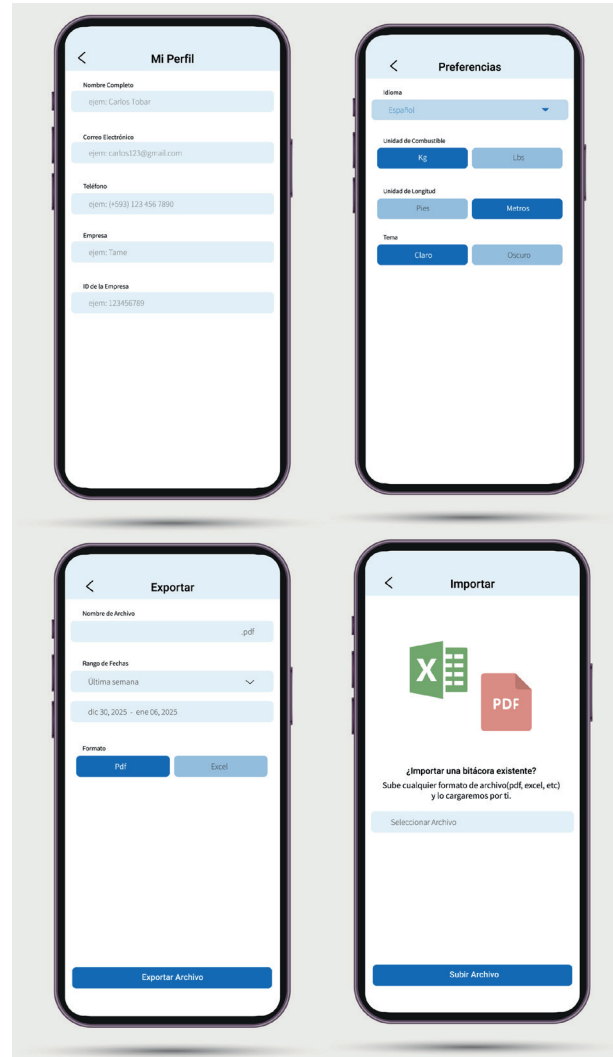 Mi Perfil
Nombre Completo
ejem: Carlos Tobar
Correo Electrónico
ejem: carlos123@gmail.com
Teléfono
ejem: (+593) 123 456 7890
Empresa
ejem: Tame
ID de la Empresa
ejem: 123456789
Preferencias
Idioma
Español
Unidad de Combustible
Kg
Lbs
Unidad de Longitud
Pies
Metros
Tema
Claro
Oscuro
Exportar
Nombre de Archivo
.pdf
Rango de Fechas
Última semana
dic 30, 2025 - ene 06, 2025
Formato
Pdf
Excel
Exportar Archivo
Importar
X
PDF
¿Importar una bitácora existente?
Sube cualquier formato de archivo(pdf, excel, etc)
y lo cargaremos por ti.
Seleccionar Archivo
Subir Archivo